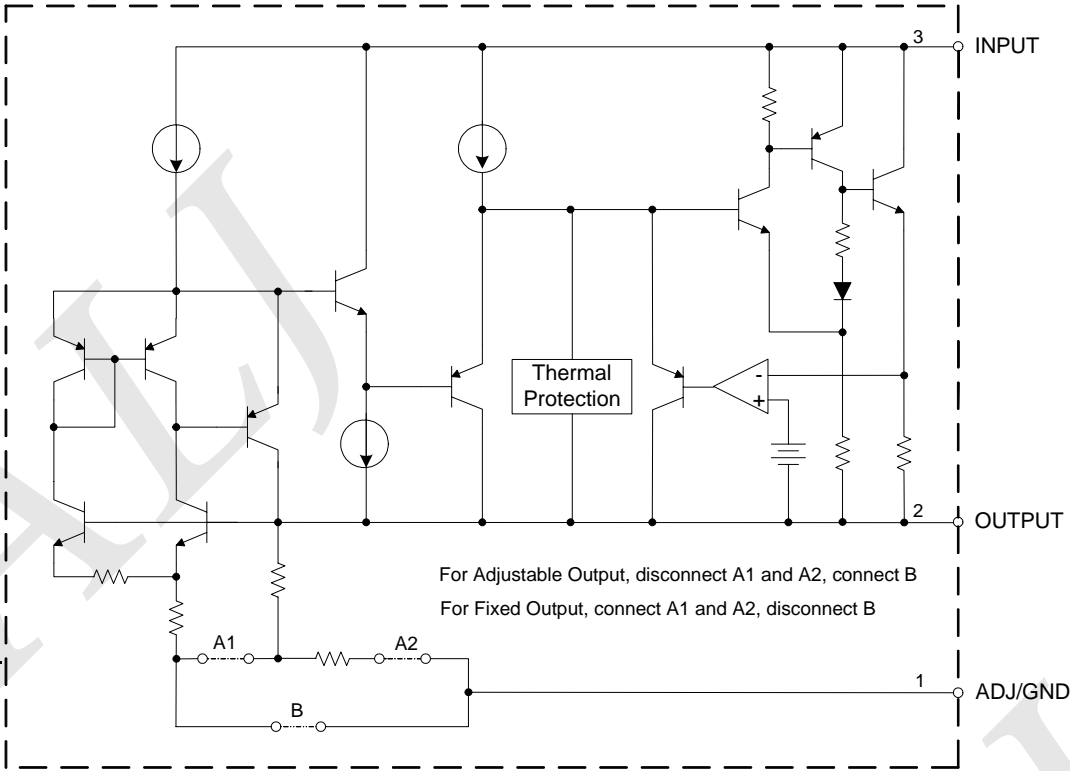 3
INPUT
Thermal
Protection
-
+
2
OUTPUT
For Adjustable Output, disconnect A1 and A2, connect B
For Fixed Output, connect A1 and A2, disconnect B
A1
A2
1
ADJ/GND
B